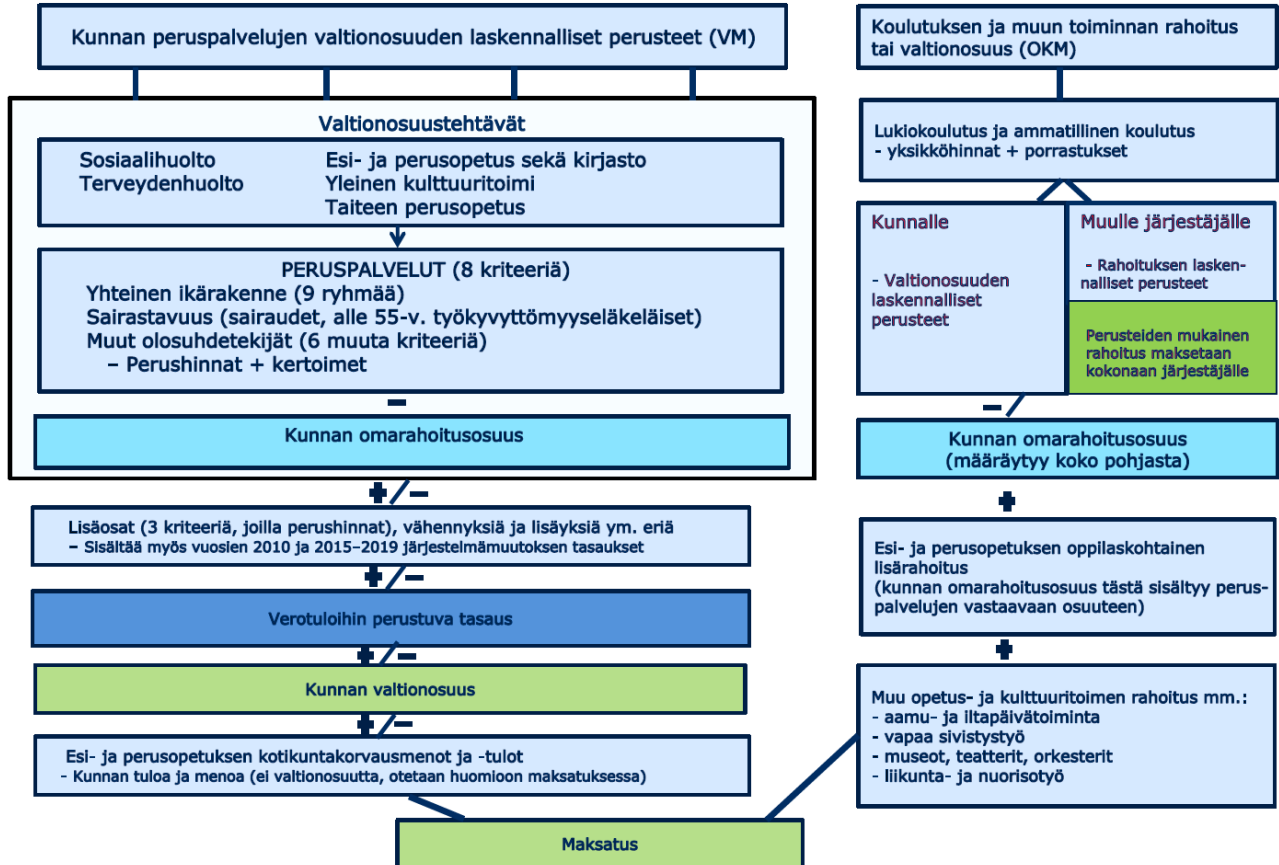 Kunnan peruspalvelujen valtionosuuden laskennalliset perusteet (VM)
Valtionosuustehtävät
Sosiaalihuolto
Terveydenhuolto
Esi- ja perusopetus sekä kirjasto
Yleinen kulttuuritoimi
Taiteen perusopetus
PERUSPALVELUT (8 kriteeriä)
Yhteinen ikärakenne (9 ryhmää)
Sairastavuus (sairaudet, alle 55-v. työkyvyttömyyseläkeläiset)
Muut olosuhdetekijät (6 muuta kriteeriä)
– Perushinnat + kertoimet
–
Kunnan omarahoitusosuus
+/–
Lisäosat (3 kriteeriä, joilla perushinnat), vähennyksiä ja lisäyksiä ym. eriä
– Sisältää myös vuosien 2010 ja 2015–2019 järjestelmämuutoksen tasaukset
+/–
Verotuloihin perustuva tasaus
+/–
Kunnan valtionosuus
+/–
Esi- ja perusopetuksen kotikuntakorvausmenot ja -tulot
- Kunnan tuloa ja menoa (ei valtionosuutta, otetaan huomioon maksatuksessa)
Koulutuksen ja muun toiminnan rahoitus
tai valtionosuus (OKM)
Lukiokoulutus ja ammatillinen koulutus
- yksikköhinnat + porrastukset
Kunnalle
- Valtionosuuden
laskennalliset
perusteet
Muulle järjestäjälle
- Rahoituksen lasken-
nalliset perusteet
Perusteiden mukainen
rahoitus maksetaan
kokonaan järjestäjälle
–
Kunnan omarahoitusosuus
(määräytyy koko pohjasta)
+
Esi- ja perusopetuksen oppilaskohtainen
lisärahoitus
(kunnan omarahoitusosuus tästä sisältyy perus-
palvelujen vastaavaan osuuteen)
+
Muu opetus- ja kulttuuritoimen rahoitus mm.:
- aamu- ja iltapäivätoiminta
- vapaa sivistystyö
- museot, teatterit, orkesterit
- liikunta- ja nuorisotyö
Maksatus